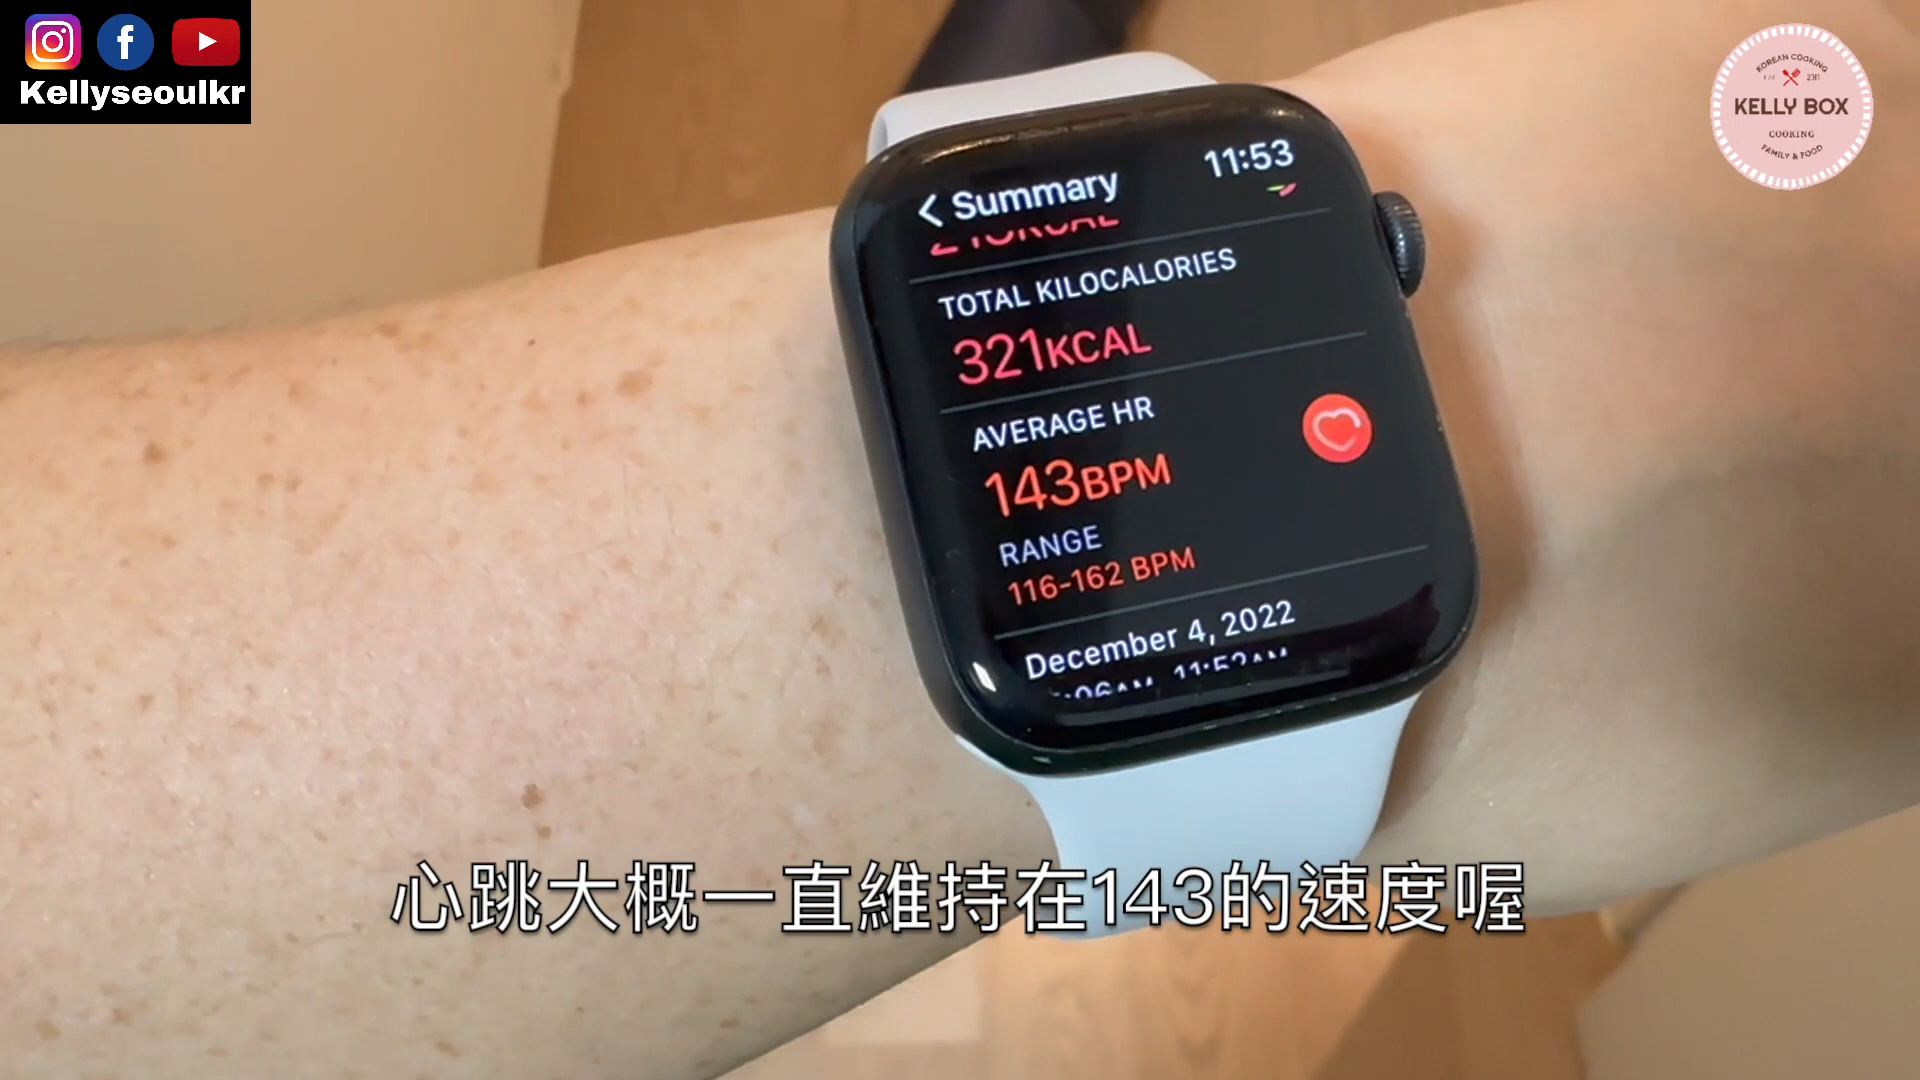 Kellyseoulkr
KOREAN COOKING
EST 2011
KELLY BOX
COOKING
FAMILY & FOOD
11:53
< Summary
TOTAL KILOCALORIES
321KCAL
AVERAGE HR
143BPM
RANGE
116-162 BPM
December 4, 2022
心跳大概一直維持在143的速度喔